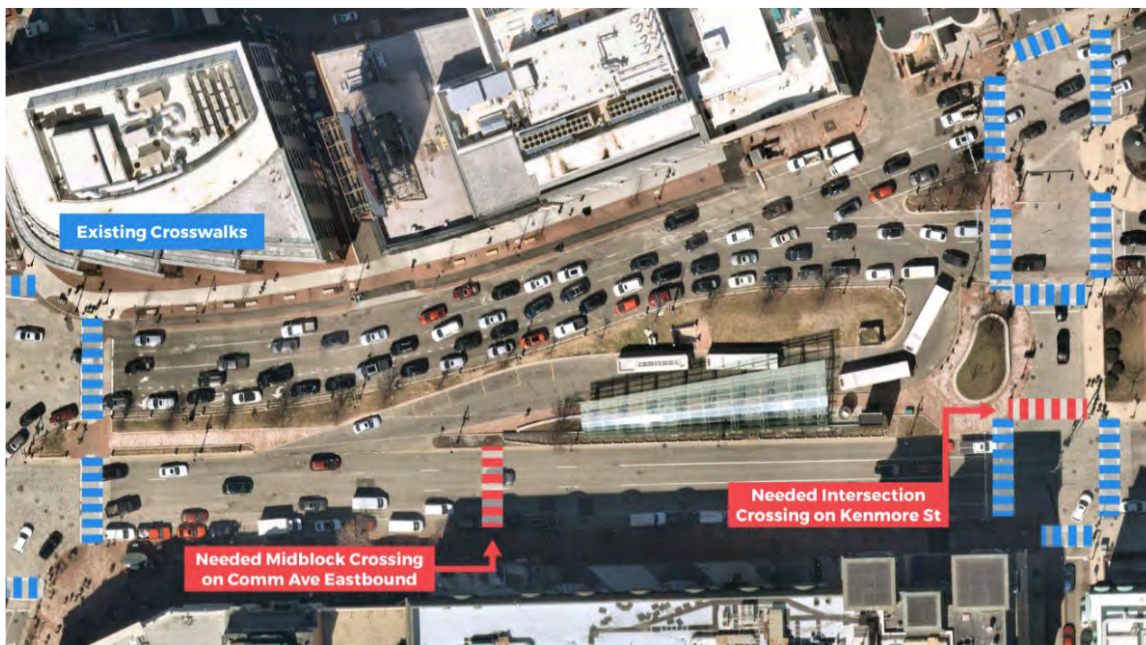 Existing Crosswalks
Needed Intersection
Crossing on Kenmore St
Needed Midblock Crossing
on Comm Ave Eastbound